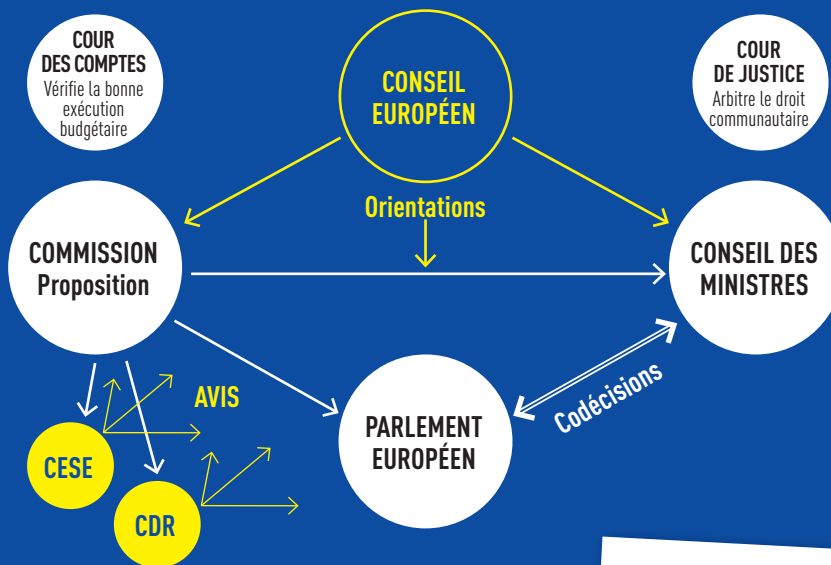 COUR
DES COMPTES
Vérifie la bonne
exécution
budgétaire
CONSEIL
EUROPÉEN
COUR
DE JUSTICE
Arbitre le droit
communautaire
Orientations
COMMISSION
Proposition
CONSEIL DES
MINISTRES
AVIS
Codécisions
PARLEMENT
EUROPÉEN
CESE
CDR